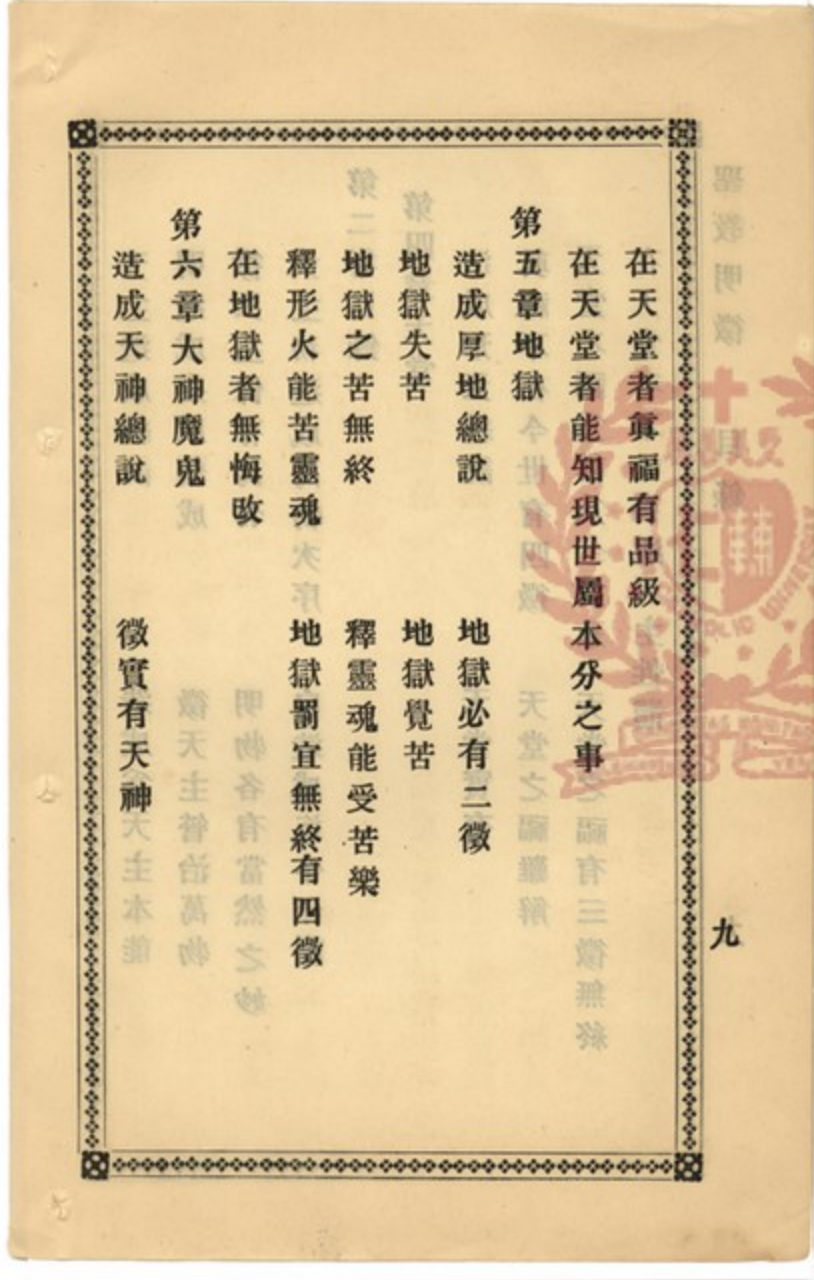 在天堂者眞福有品級
在天堂者能知現世屬本分之事
第五章地獄
造成厚地總說　地獄必有二徵
地獄失苦　地獄覺苦
地獄之苦無終　釋靈魂能受苦樂
釋形火能苦靈魂　地獄罰宜無終有四徵
在地獄者無悔改
第六章大神魔鬼
造成天神總說　徵實有天神
九